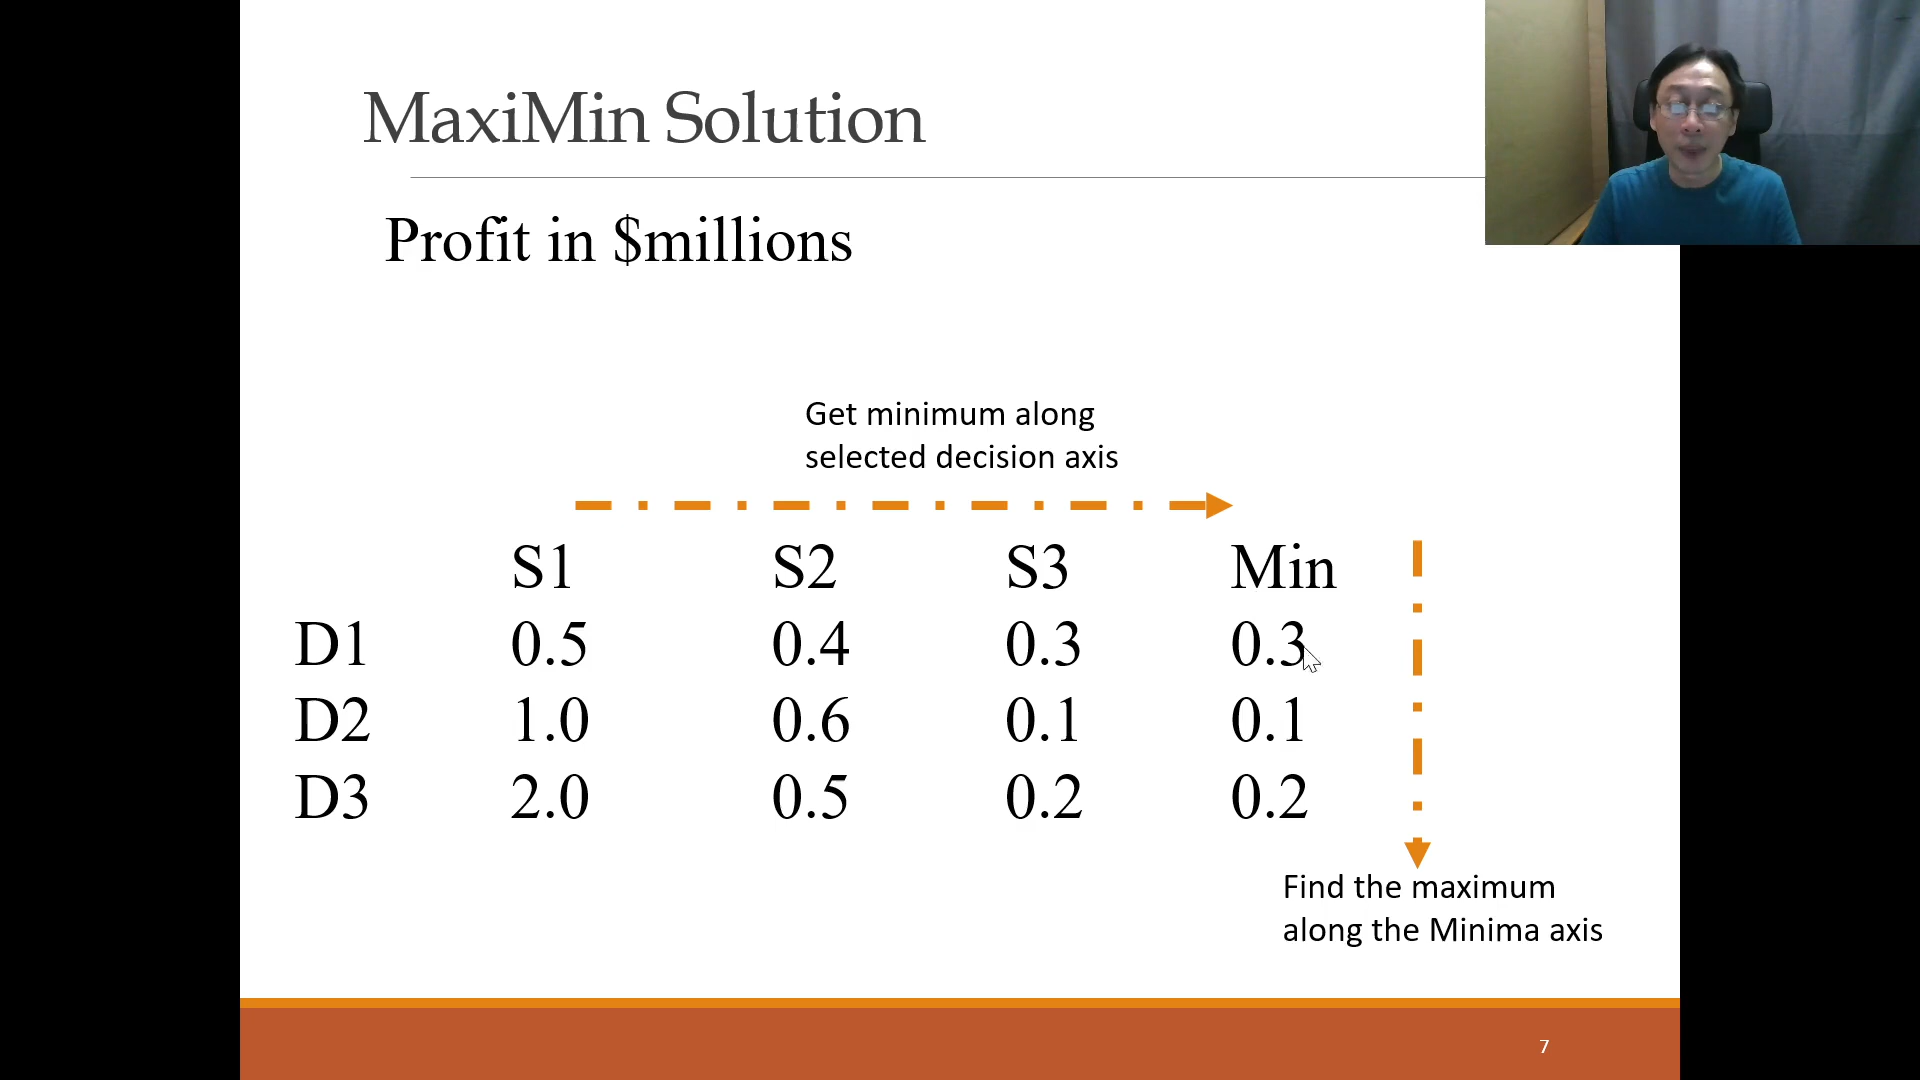 MaxiMin Solution
Profit in $millions
Get minimum along
selected decision axis
S1 S2 S3 Min
D1 0.5 0.4 0.3 0.3
D2 1.0 0.6 0.1 0.1
D3 2.0 0.5 0.2 0.2
Find the maximum
along the Minima axis
7